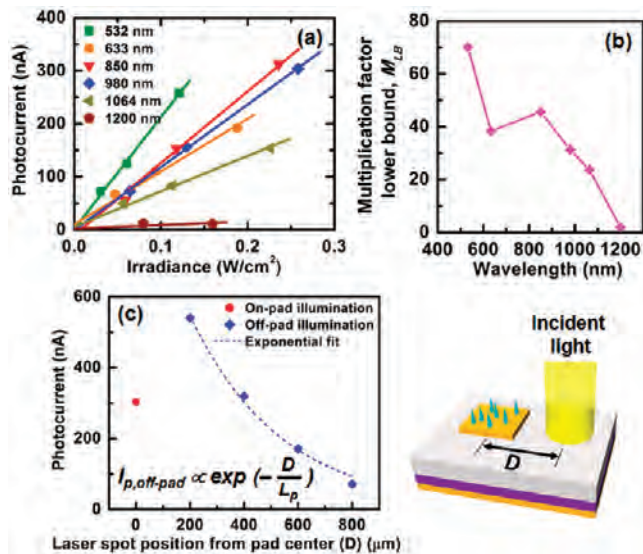 400
300
200
100
0
Photocurrent (nA)
532 nm
633 nm
850 nm
980 nm
1064 nm
1200 nm
(a)
0.0 0.1 0.2 0.3
Irradiance (W/cm²)
80
60
40
20
0
Multiplication factor
lower bound, M_LB
(b)
400 600 800 1000 1200
Wavelength (nm)
600
500
300
100
0
Photocurrent (nA)
(c)
On-pad illumination
Off-pad illumination
Exponential fit
I_p,off-pad ∝ exp (− D/L_p )
0 200 400 600 800
Laser spot position from pad center (D) (μm)
Incident
light
D